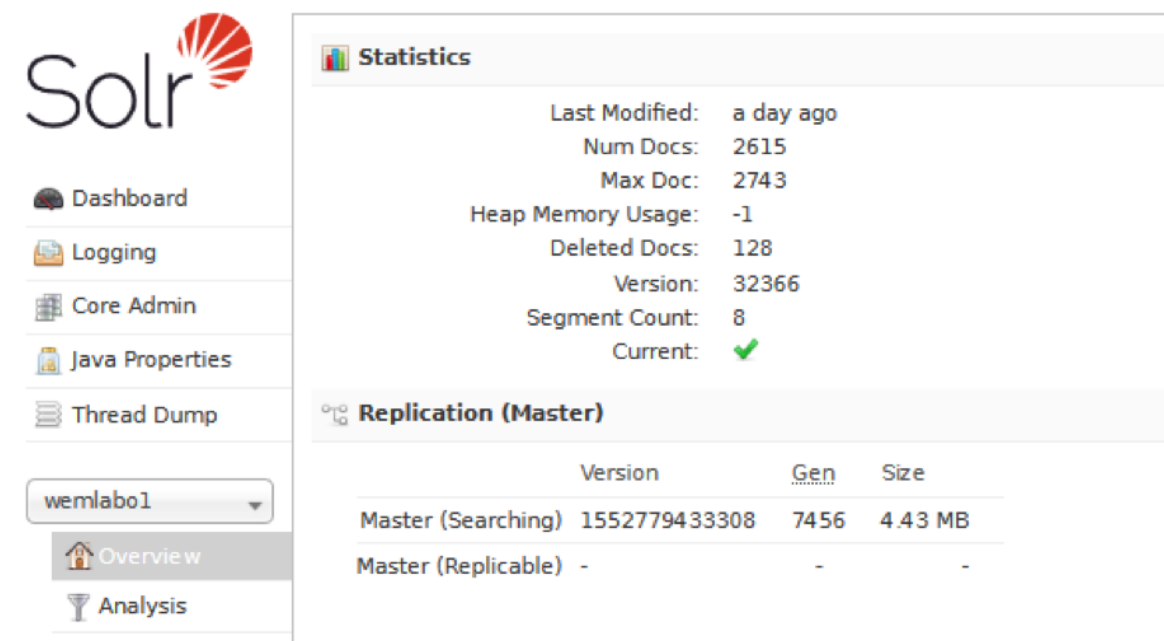 Solr
Dashboard
Logging
Core Admin
Java Properties
Thread Dump
wemlabo1
Overview
Analysis
Statistics
Last Modified: a day ago
Num Docs: 2615
Max Doc: 2743
Heap Memory Usage: -1
Deleted Docs: 128
Version: 32366
Segment Count: 8
Current:
Replication (Master)
Version Gen Size
Master (Searching) 1552779433308 7456 4.43 MB
Master (Replicable) - - -